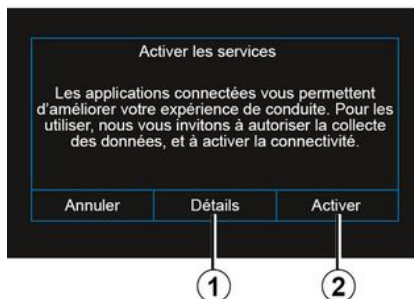 Activer les services
Les applications connectées vous permettent
d'améliorer votre expérience de conduite. Pour les
utiliser, nous vous invitons à autoriser la collecte
des données, et à activer la connectivité.
Annuler Détails Activer
1 2